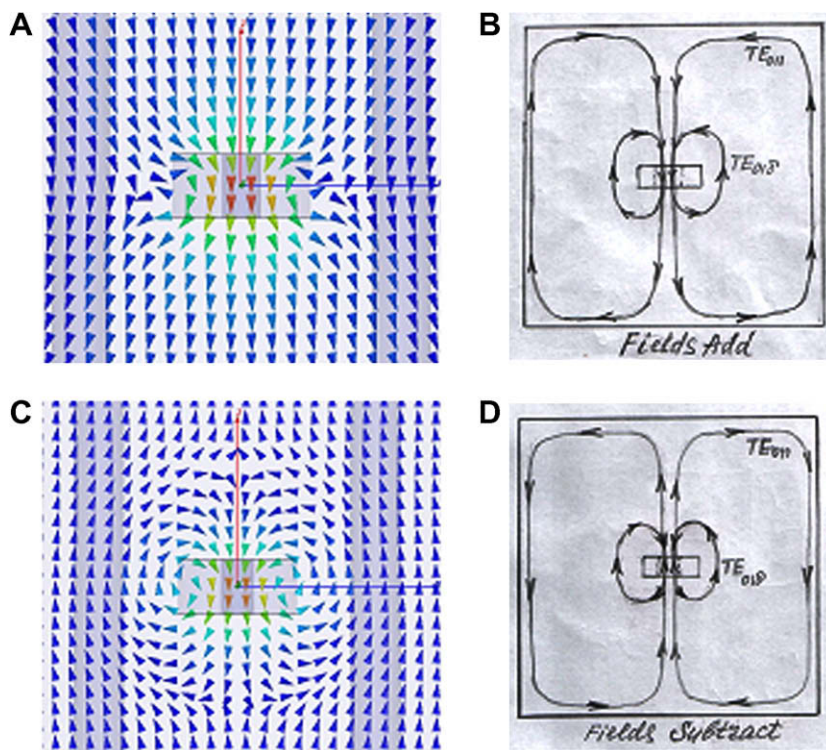 A
B
TE011
TE01δ
Fields Add
C
D
TE011
TE01δ
Fields Subtract